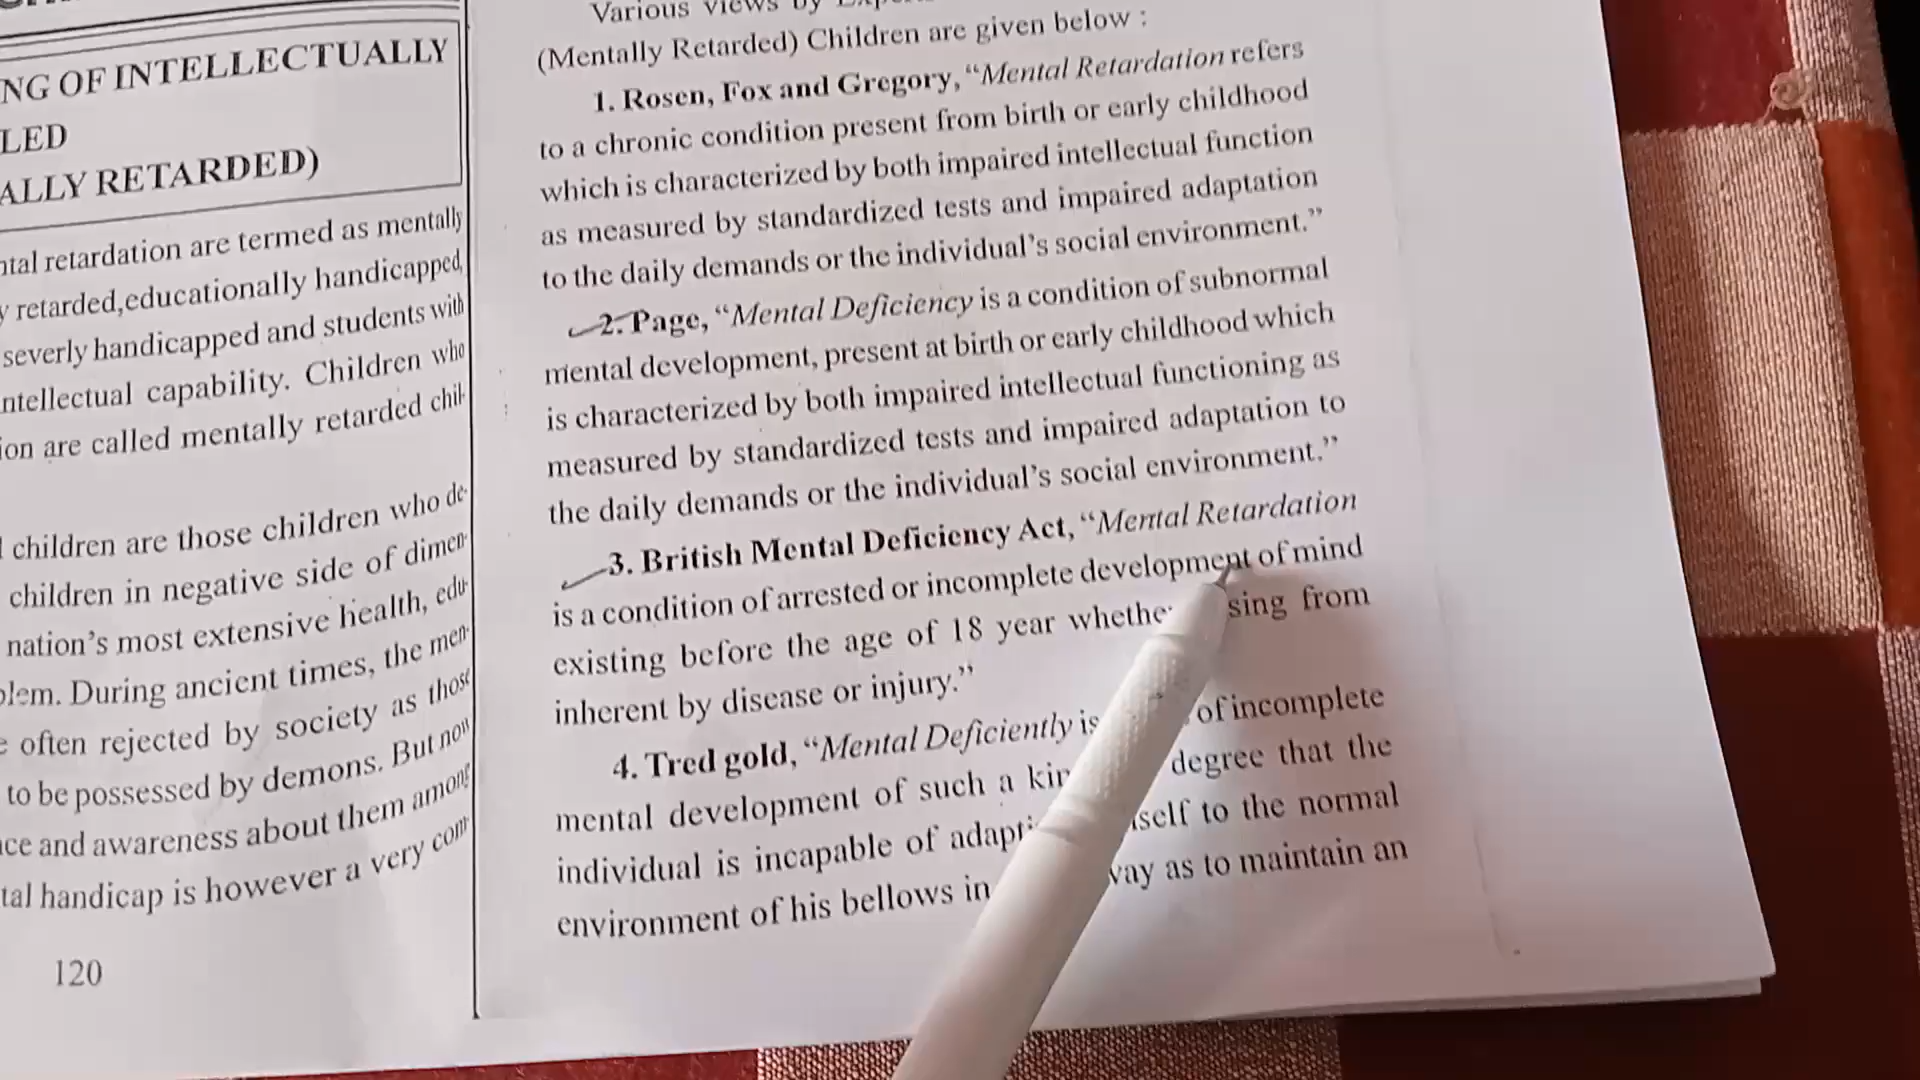 NG OF INTELLECTUALLY
LED
ALLY RETARDED)
ntal retardation are termed as mentally
y retarded,educationally handicapped,
severly handicapped and students with
ntellectual capability. Children who
ion are called mentally retarded chil-
children are those children who de-
children in negative side of dimen-
nation's most extensive health, edu-
blem. During ancient times, the men-
often rejected by society as those
to be possessed by demons. But now
nce and awareness about them among
tal handicap is however a very com-
120
Various views by
(Mentally Retarded) Children are given below :
1. Rosen, Fox and Gregory, “Mental Retardation refers
to a chronic condition present from birth or early childhood
which is characterized by both impaired intellectual function
as measured by standardized tests and impaired adaptation
to the daily demands or the individual's social environment.”
2. Page, “Mental Deficiency is a condition of subnormal
mental development, present at birth or early childhood which
is characterized by both impaired intellectual functioning as
measured by standardized tests and impaired adaptation to
the daily demands or the individual's social environment.”
3. British Mental Deficiency Act, “Mental Retardation
is a condition of arrested or incomplete development of mind
existing before the age of 18 year whethe sing from
inherent by disease or injury.”
4. Tred gold, “Mental Deficiently is of incomplete
mental development of such a kin degree that the
individual is incapable of adapti self to the normal
environment of his bellows in way as to maintain an